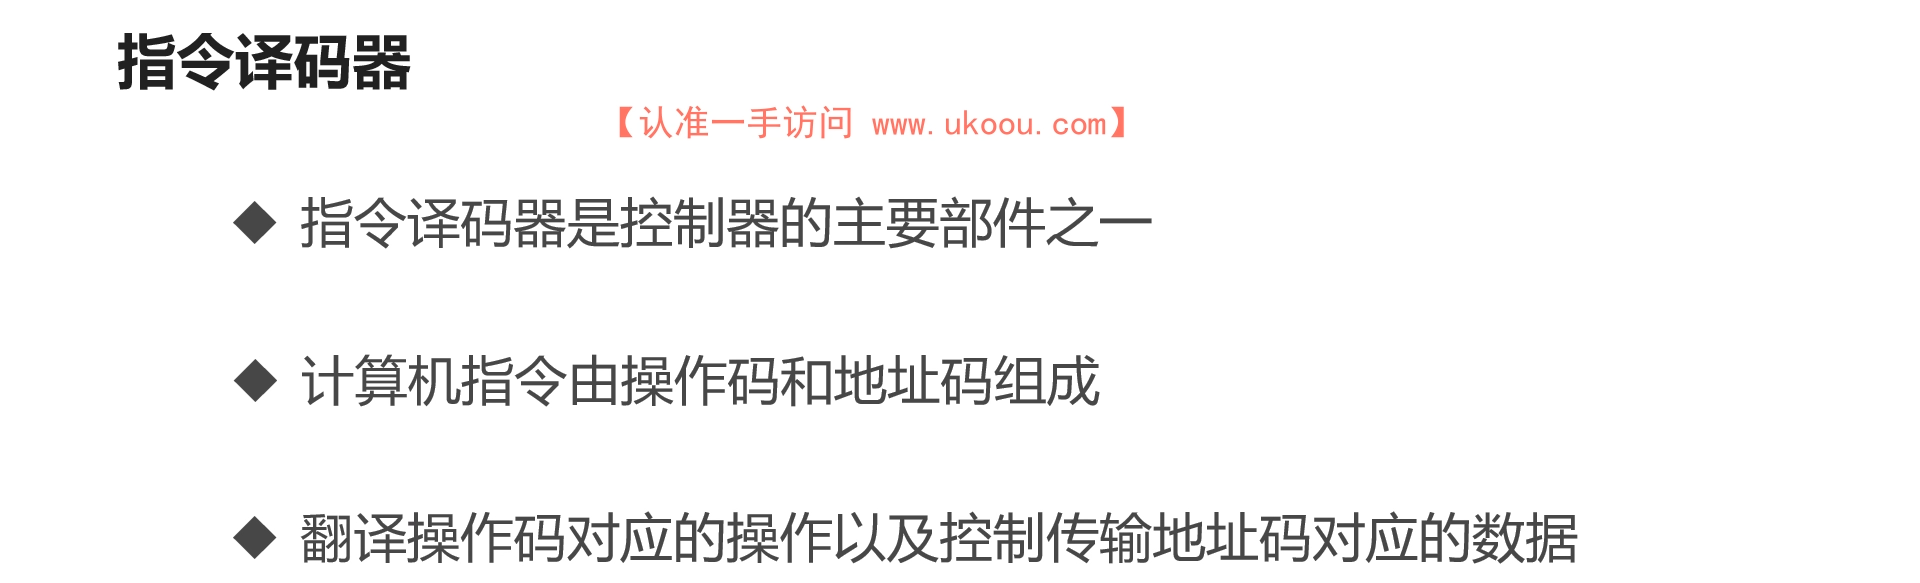 指令译码器
【认准一手访问 www.ukoou.com】
◆ 指令译码器是控制器的主要部件之一
◆ 计算机指令由操作码和地址码组成
◆ 翻译操作码对应的操作以及控制传输地址码对应的数据